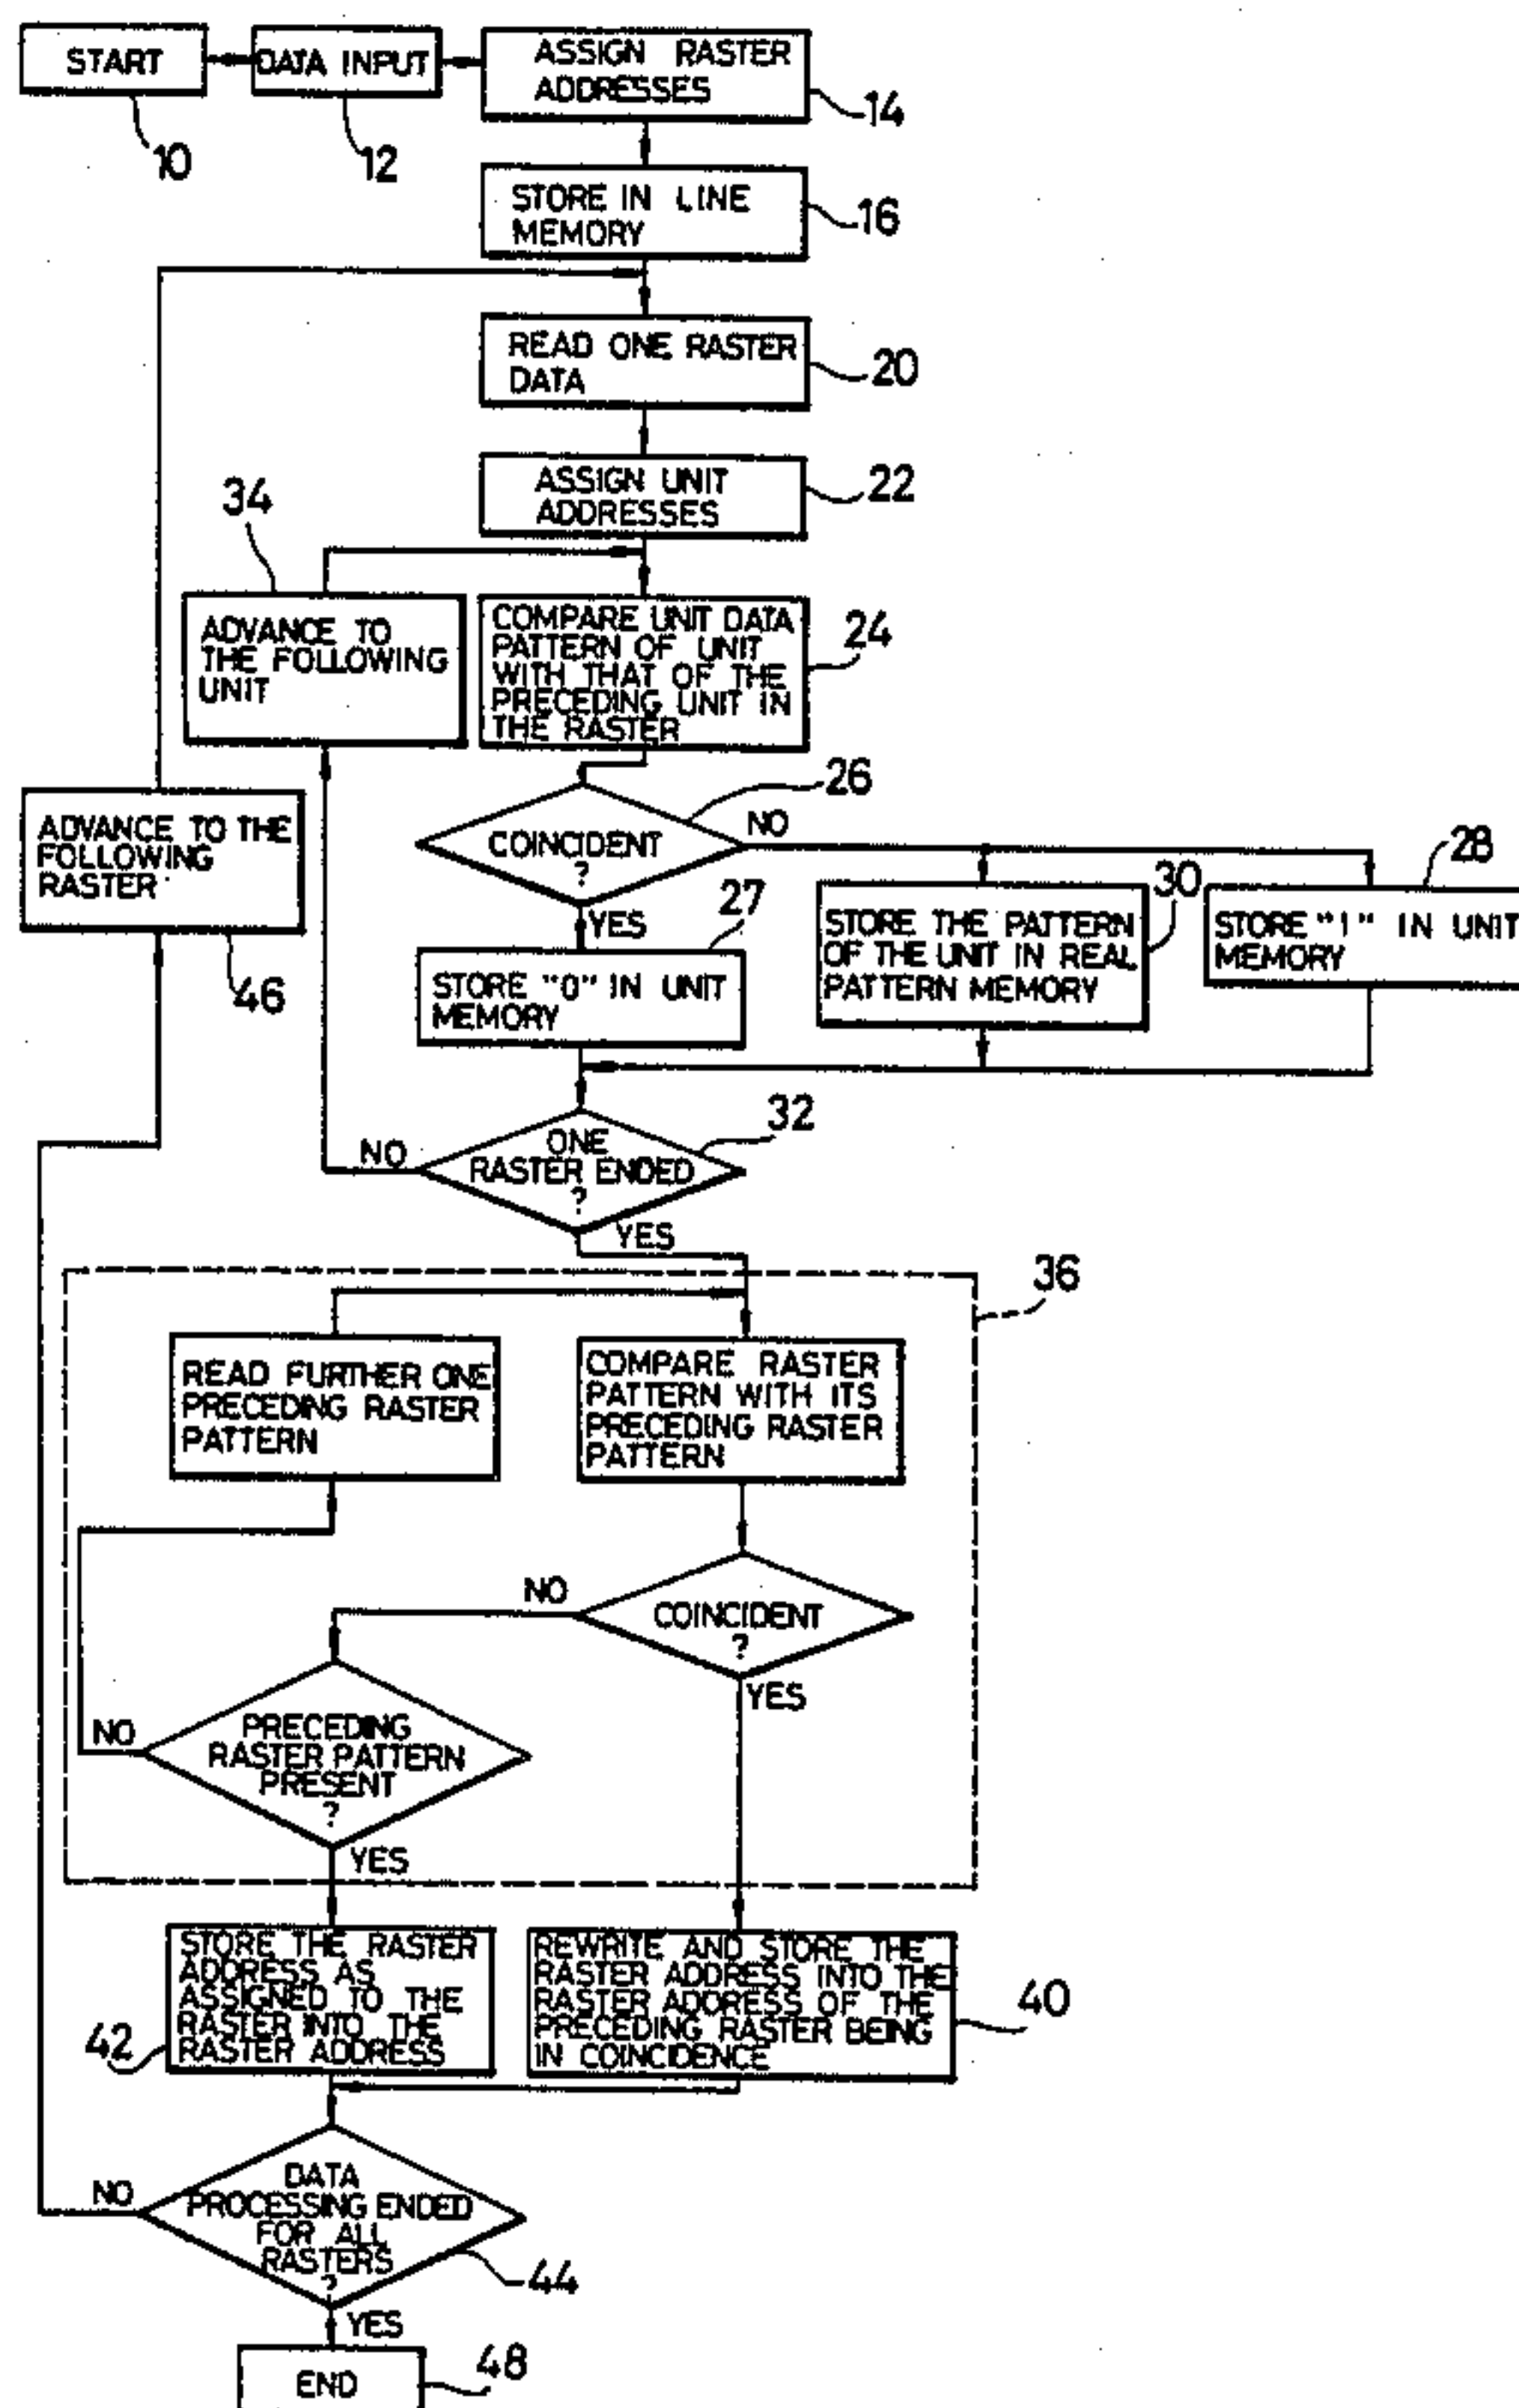 START
DATA INPUT
ASSIGN RASTER
ADDRESSES
14
10
12
STORE IN LINE
MEMORY
16
READ ONE RASTER
DATA
20
ASSIGN UNIT
ADDRESSES
22
34
ADVANCE TO
THE FOLLOWING
UNIT
COMPARE UNIT DATA
PATTERN OF UNIT
WITH THAT OF THE
PRECEDING UNIT IN
THE RASTER
24
26
ADVANCE TO THE
FOLLOWING
RASTER
46
COINCIDENT
?
NO
YES
27
STORE "0" IN UNIT
MEMORY
30
STORE THE PATTERN
OF THE UNIT IN REAL
PATTERN MEMORY
28
STORE "1" IN UNIT
MEMORY
32
ONE
RASTER ENDED
?
NO
YES
36
READ FURTHER ONE
PRECEDING RASTER
PATTERN
COMPARE RASTER
PATTERN WITH ITS
PRECEDING RASTER
PATTERN
NO
COINCIDENT
?
YES
NO
PRECEDING
RASTER PATTERN
PRESENT
?
YES
STORE THE RASTER
ADDRESS AS
ASSIGNED TO THE
RASTER INTO THE
RASTER ADDRESS
42
REWRITE AND STORE THE
RASTER ADDRESS INTO THE
RASTER ADDRESS OF THE
PRECEDING RASTER BEING
IN COINCIDENCE
40
NO
DATA
PROCESSING ENDED
FOR ALL
RASTERS
?
44
YES
END
48